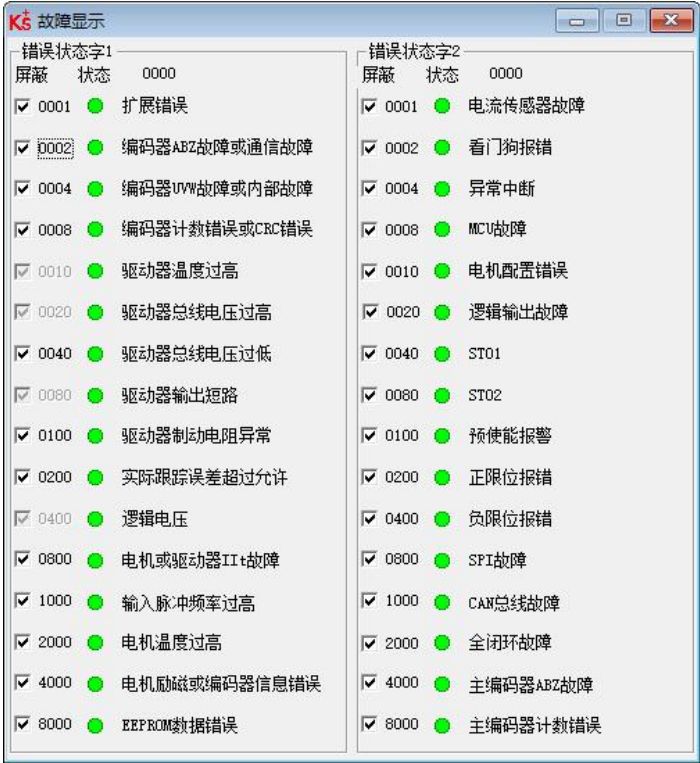 K+S 故障显示
错误状态字1
屏蔽 状态 0000
0001 扩展错误
0002 编码器ABZ故障或通信故障
0004 编码器UVW故障或内部故障
0008 编码器计数错误或CRC错误
0010 驱动器温度过高
0020 驱动器总线电压过高
0040 驱动器总线电压过低
0080 驱动器输出短路
0100 驱动器制动电阻异常
0200 实际跟踪误差超过允许
0400 逻辑电压
0800 电机或驱动器IIt故障
1000 输入脉冲频率过高
2000 电机温度过高
4000 电机励磁或编码器信息错误
8000 EEPROM数据错误
错误状态字2
屏蔽 状态 0000
0001 电流传感器故障
0002 看门狗报错
0004 异常中断
0008 MCU故障
0010 电机配置错误
0020 逻辑输出故障
0040 STO1
0080 STO2
0100 预使能报警
0200 正限位报错
0400 负限位报错
0800 SPI故障
1000 CAN总线故障
2000 全闭环故障
4000 主编码器ABZ故障
8000 主编码器计数错误